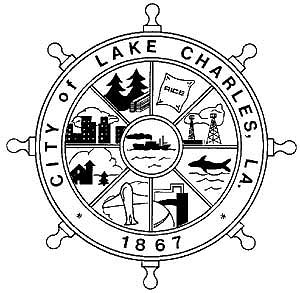 CITY of LAKE CHARLES, LA.
RICE
* 1867 *